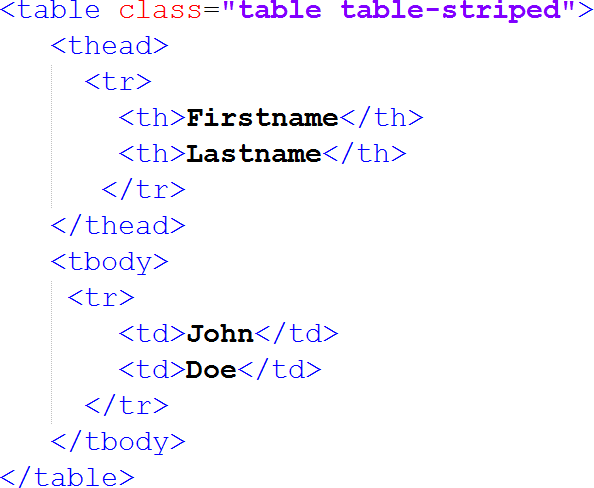 <table class="table table-striped">
<thead>
<tr>
<th>Firstname</th>
<th>Lastname</th>
</tr>
</thead>
<tbody>
<tr>
<td>John</td>
<td>Doe</td>
</tr>
</tbody>
</table>